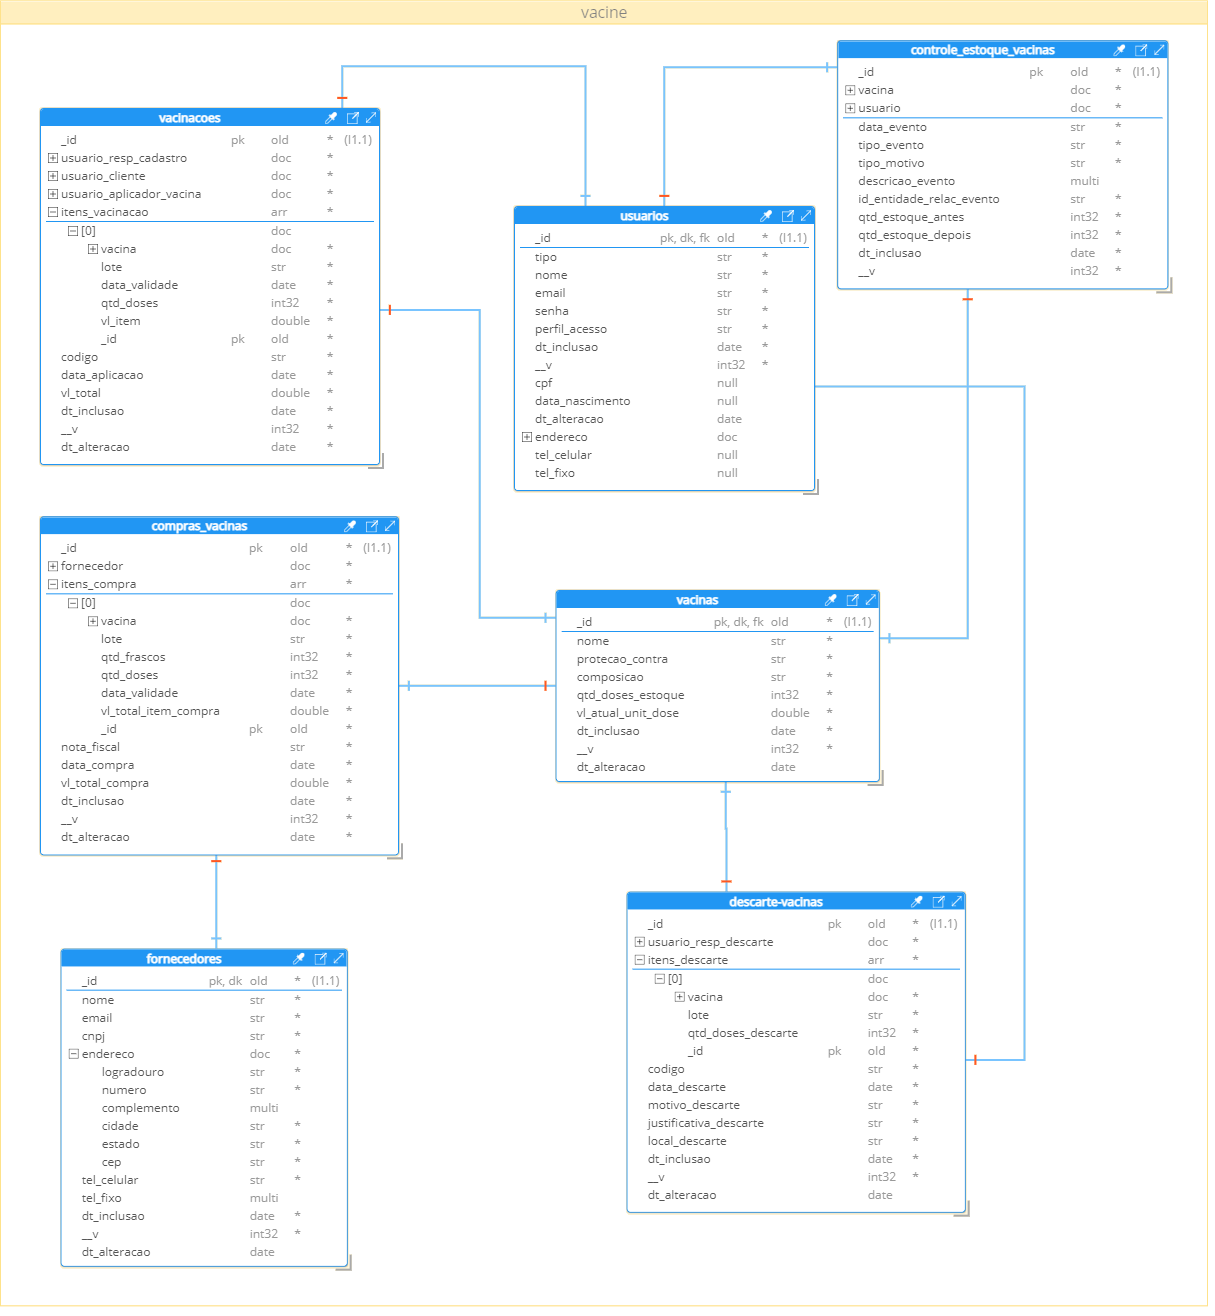 vacine
controle_estoque_vacinas
_id pk oId * (I1.1)
vacina doc *
usuario doc *
data_evento str *
tipo_evento str *
tipo_motivo str *
descricao_evento multi
id_entidade_relac_evento str *
qtd_estoque_antes int32 *
qtd_estoque_depois int32 *
dt_inclusao date *
__v int32 *
vacinacoes
_id pk oId * (I1.1)
usuario_resp_cadastro doc *
usuario_cliente doc *
usuario_aplicador_vacina doc *
itens_vacinacao arr *
[0] doc
vacina doc *
lote str *
data_validade date *
qtd_doses int32 *
vl_item double *
_id pk oId *
codigo str *
data_aplicacao date *
vl_total double *
dt_inclusao date *
__v int32 *
dt_alteracao date *
usuarios
_id pk, dk, fk oId * (I1.1)
tipo str *
nome str *
email str *
senha str *
perfil_acesso str *
dt_inclusao date *
__v int32 *
cpf null
data_nascimento null
dt_alteracao date
endereco doc
tel_celular null
tel_fixo null
compras_vacinas
_id pk oId * (I1.1)
fornecedor doc *
itens_compra arr *
[0] doc
vacina doc *
lote str *
qtd_frascos int32 *
qtd_doses int32 *
data_validade date *
vl_total_item_compra double *
_id pk oId *
nota_fiscal str *
data_compra date *
vl_total_compra double *
dt_inclusao date *
__v int32 *
dt_alteracao date *
vacinas
_id pk, dk, fk oId * (I1.1)
nome str *
protecao_contra str *
composicao str *
qtd_doses_estoque int32 *
vl_atual_unit_dose double *
dt_inclusao date *
__v int32 *
dt_alteracao date
descarte-vacinas
_id pk oId * (I1.1)
usuario_resp_descarte doc *
itens_descarte arr *
[0] doc
vacina doc *
lote str *
qtd_doses_descarte int32 *
_id pk oId *
codigo str *
data_descarte date *
motivo_descarte str *
justificativa_descarte str *
local_descarte str *
dt_inclusao date *
__v int32 *
dt_alteracao date
fornecedores
_id pk, dk oId * (I1.1)
nome str *
email str *
cnpj str *
endereco doc *
logradouro str *
numero str *
complemento multi
cidade str *
estado str *
cep str *
tel_celular str *
tel_fixo multi
dt_inclusao date *
__v int32 *
dt_alteracao date